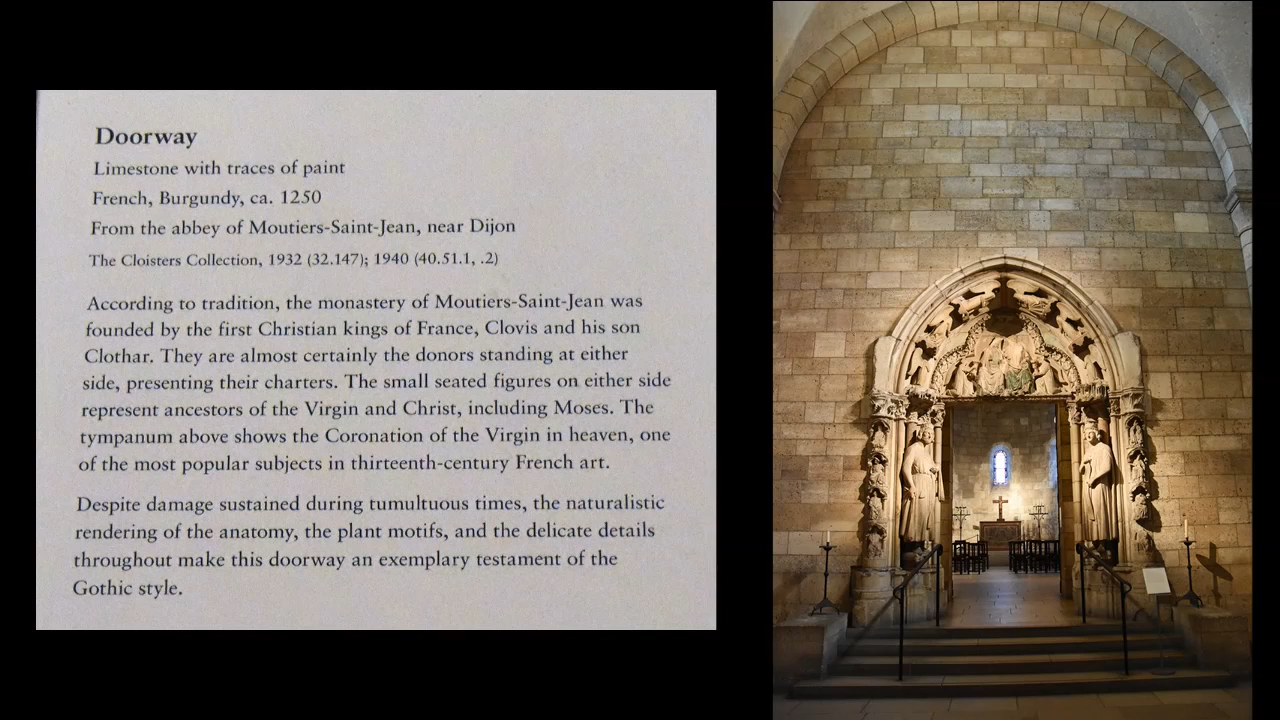 Doorway
Limestone with traces of paint
French, Burgundy, ca. 1250
From the abbey of Moutiers-Saint-Jean, near Dijon
The Cloisters Collection, 1932 (32.147); 1940 (40.51.1, .2)
According to tradition, the monastery of Moutiers-Saint-Jean was
founded by the first Christian kings of France, Clovis and his son
Clothar. They are almost certainly the donors standing at either
side, presenting their charters. The small seated figures on either side
represent ancestors of the Virgin and Christ, including Moses. The
tympanum above shows the Coronation of the Virgin in heaven, one
of the most popular subjects in thirteenth-century French art.
Despite damage sustained during tumultuous times, the naturalistic
rendering of the anatomy, the plant motifs, and the delicate details
throughout make this doorway an exemplary testament of the
Gothic style.